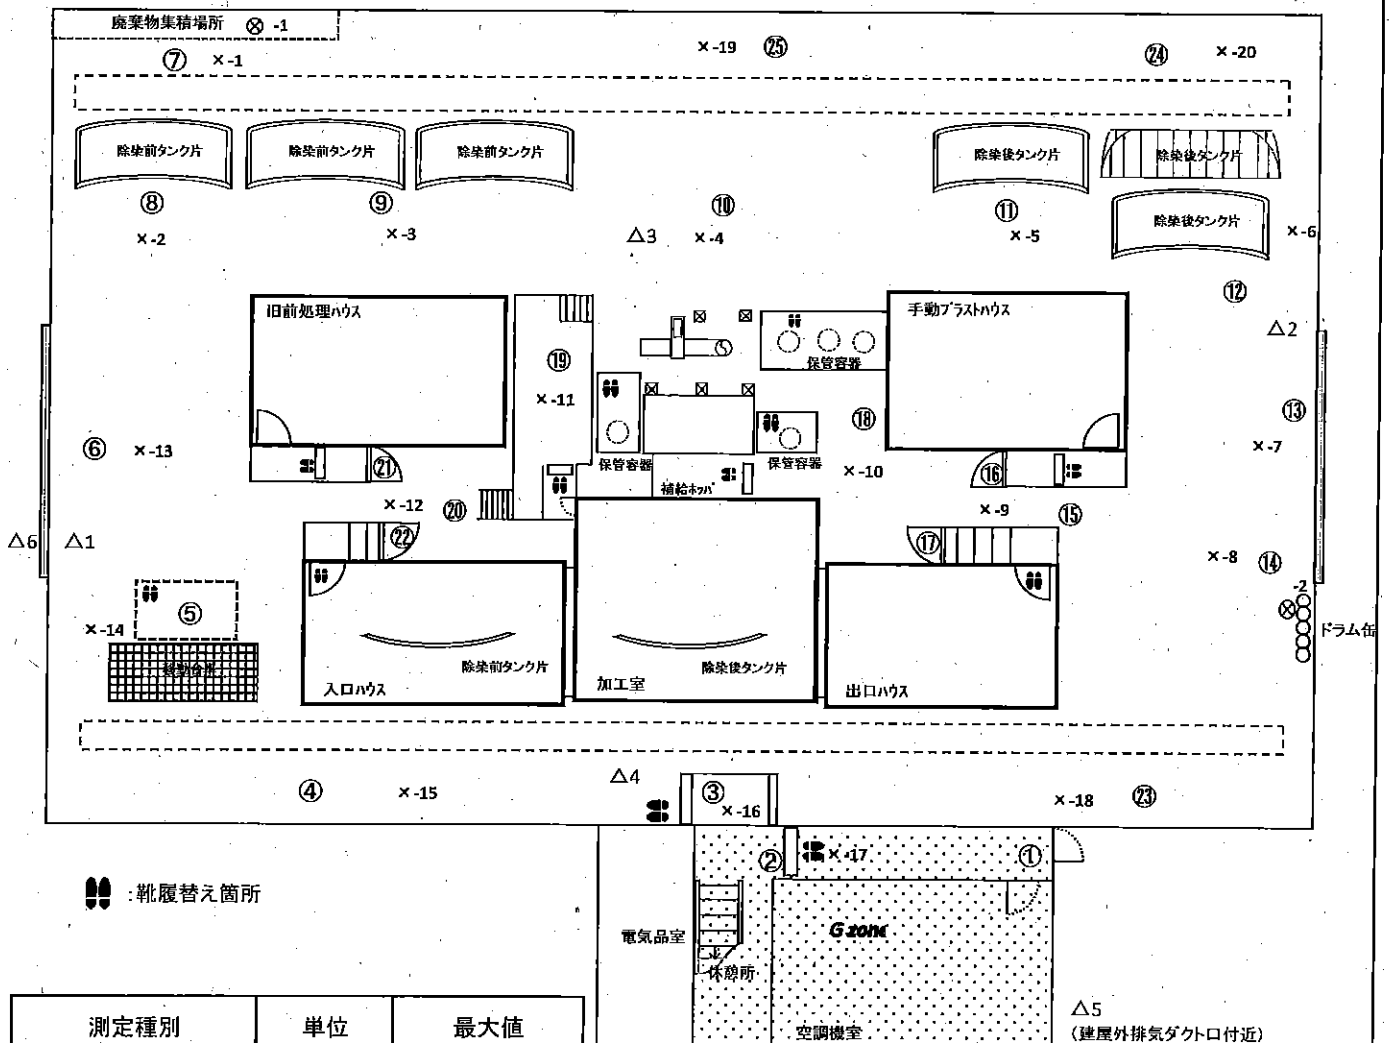 廃棄物集積場所 ⊗ -1
⑦ ×-1
×-19 ㉕
㉔ ×-20
除染前タンク片
除染前タンク片
除染前タンク片
除染後タンク片
除染後タンク片
除染後タンク片
⑧
×-2
⑨
×-3
⑩
△3 ×-4
⑪
×-5
×-6
⑫
△2
旧前処理ハウス
手動ブラストハウス
保管容器
⑲
×-11
⑱
⑬
×-7
⑥ ×-13
㉑
保管容器
保管容器
補給ホッパ
×-10
⑯
×-12 ⑳
×-9 ⑮
㉒
⑰
△6 △1
×-8 ⑭
-2
⊗
ドラム缶
⑤
×-14
除染前タンク片
入口ハウス
除染後タンク片
加工室
出口ハウス
④ ×-15
△4
③
×-16
×-18 ㉓
② ×-17 ①
:靴履替え箇所
電気品室
G zone
休憩所
空調機室
△5
(建屋外排気ダクト口付近)
測定種別 単位 最大値